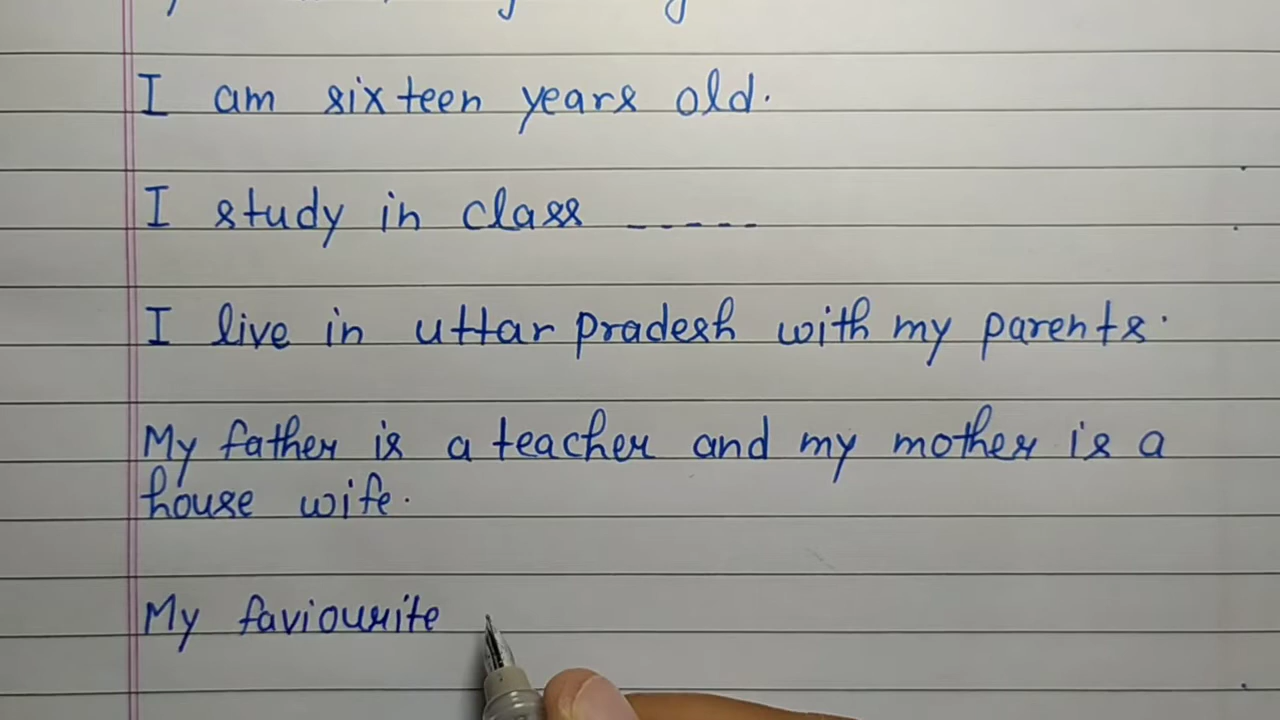 I am sixteen years old.
I study in class -----
I live in uttar pradesh with my parents.
My father is a teacher and my mother is a
house wife.
My faviourite